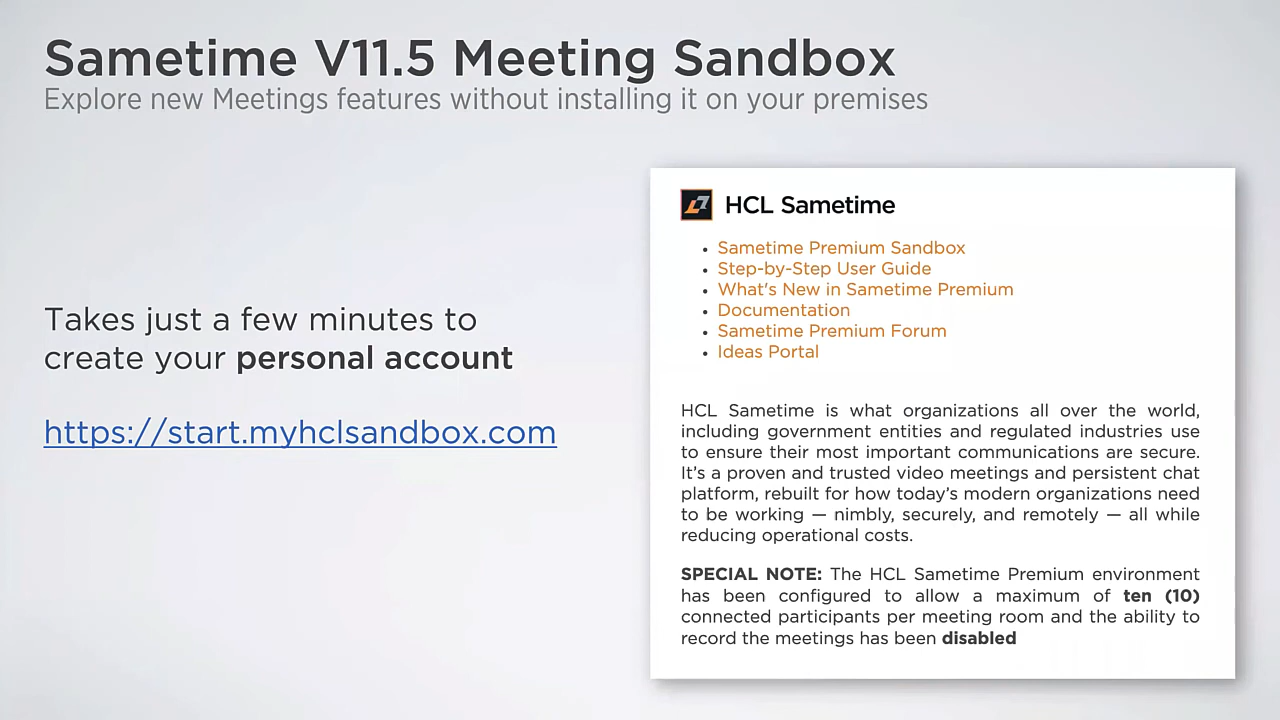 Sametime V11.5 Meeting Sandbox
Explore new Meetings features without installing it on your premises
Takes just a few minutes to
create your personal account
https://start.myhclsandbox.com
HCL Sametime
• Sametime Premium Sandbox
• Step-by-Step User Guide
• What's New in Sametime Premium
• Documentation
• Sametime Premium Forum
• Ideas Portal
HCL Sametime is what organizations all over the world,
including government entities and regulated industries use
to ensure their most important communications are secure.
It's a proven and trusted video meetings and persistent chat
platform, rebuilt for how today's modern organizations need
to be working — nimbly, securely, and remotely — all while
reducing operational costs.
SPECIAL NOTE: The HCL Sametime Premium environment
has been configured to allow a maximum of ten (10)
connected participants per meeting room and the ability to
record the meetings has been disabled